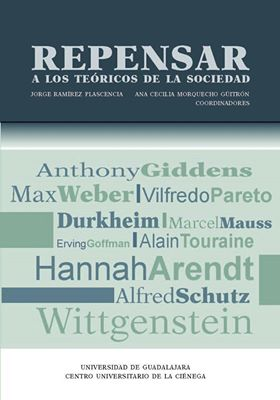 REPENSAR
A LOS TEÓRICOS DE LA SOCIEDAD
JORGE RAMÍREZ PLASCENCIA ANA CECILIA MORQUECHO GÜITRÓN
COORDINADORES
AnthonyGiddens
MaxWeber VilfredoPareto
Durkheim MarcelMauss
ErvingGoffman AlainTouraine
HannahArendt
AlfredSchutz
Wittgenstein
UNIVERSIDAD DE GUADALAJARA
CENTRO UNIVERSITARIO DE LA CIÉNEGA